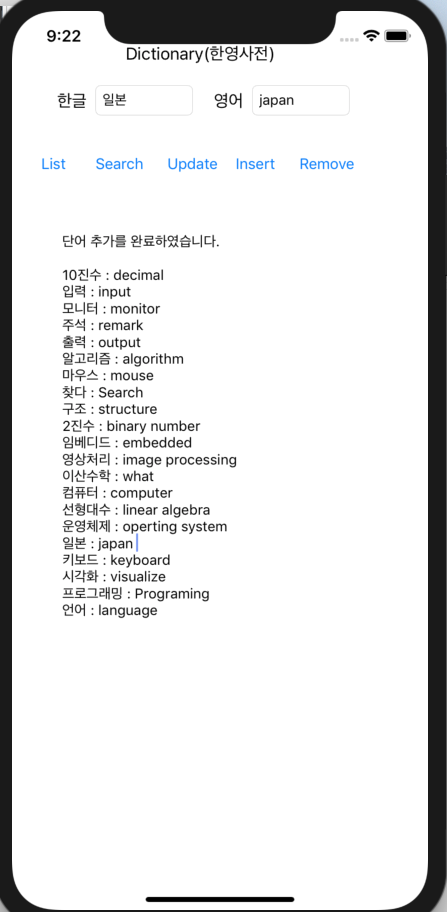 9:22
Dictionary(한영사전)
한글 일본 영어 japan
List Search Update Insert Remove
단어 추가를 완료하였습니다.
10진수 : decimal
입력 : input
모니터 : monitor
주석 : remark
출력 : output
알고리즘 : algorithm
마우스 : mouse
찾다 : Search
구조 : structure
2진수 : binary number
임베디드 : embedded
영상처리 : image processing
이산수학 : what
컴퓨터 : computer
선형대수 : linear algebra
운영체제 : operting system
일본 : japan
키보드 : keyboard
시각화 : visualize
프로그래밍 : Programing
언어 : language